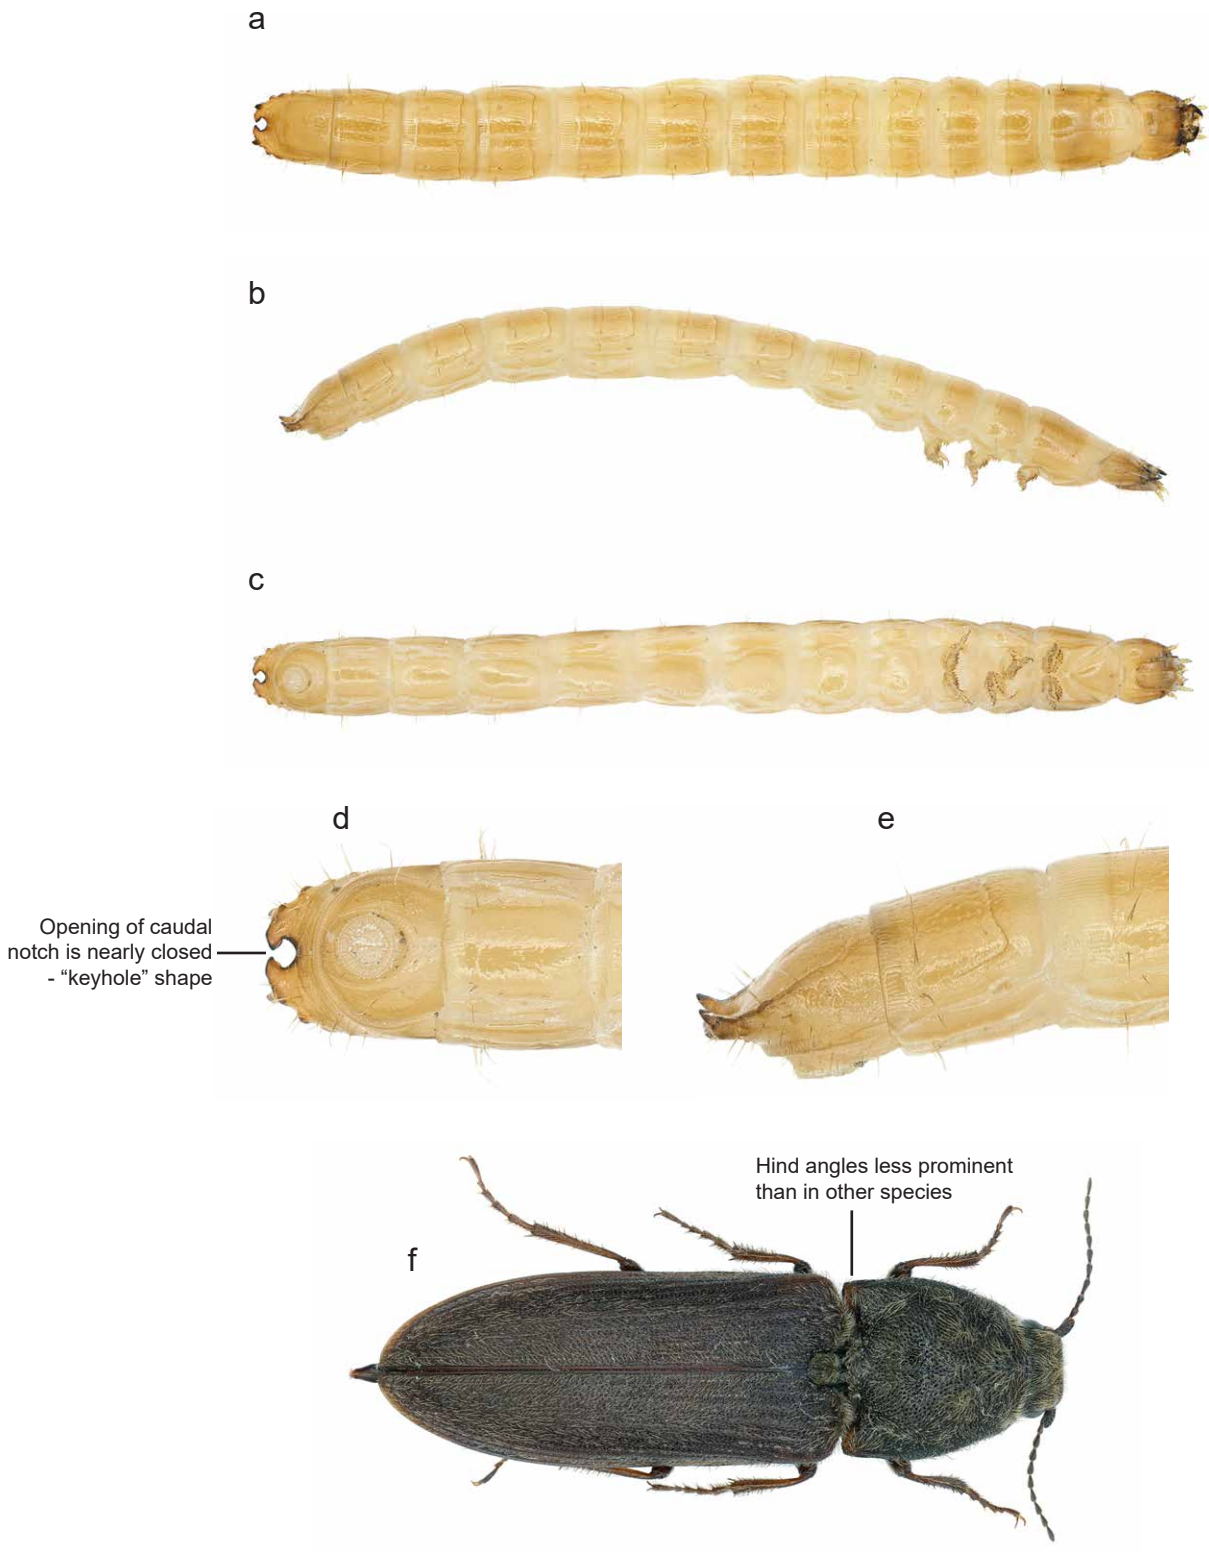 a
b
c
d
e
Opening of caudal
notch is nearly closed
- “keyhole” shape
Hind angles less prominent
than in other species
f